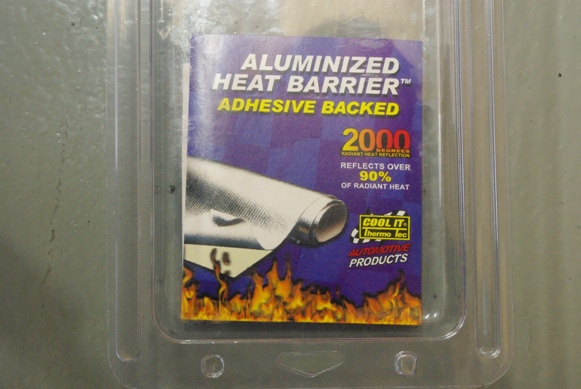 ALUMINIZED
HEAT BARRIER™
ADHESIVE BACKED
2000
DEGREES
RADIANT HEAT REFLECTION
REFLECTS OVER
90%
OF RADIANT HEAT
COOL IT®
Thermo Tec
AUTOMOTIVE
PRODUCTS